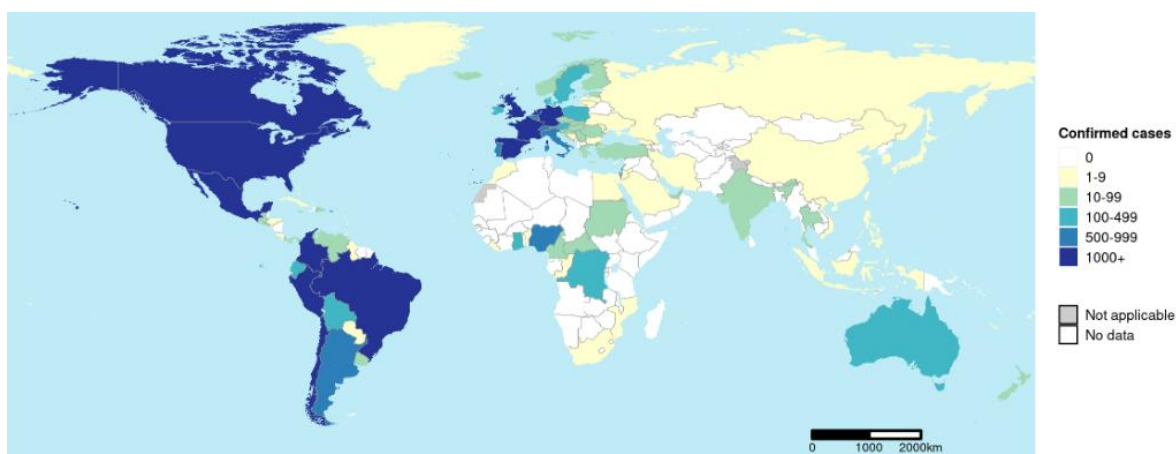 Confirmed cases
0
1-9
10-99
100-499
500-999
1000+
Not applicable
No data
0 1000 2000km